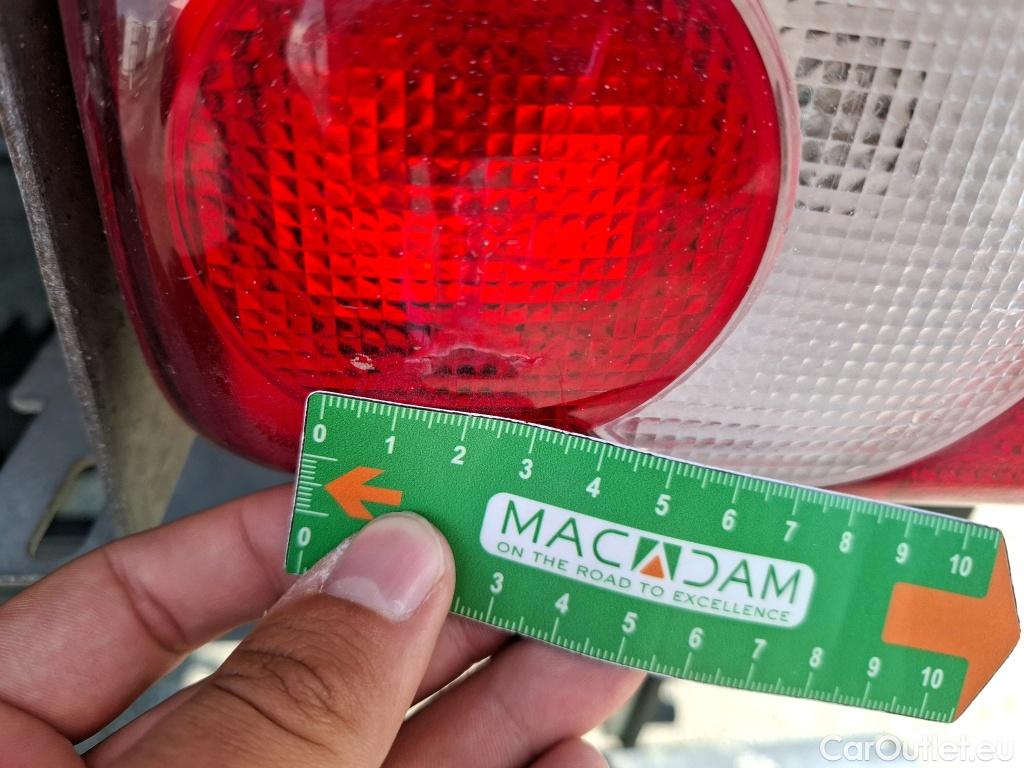 0 1 2 3 4 5 6 7 8 9 10
MACADAM
ON THE ROAD TO EXCELLENCE
0 3 4 5 6 7 8 9 10
CarOutlet.eu